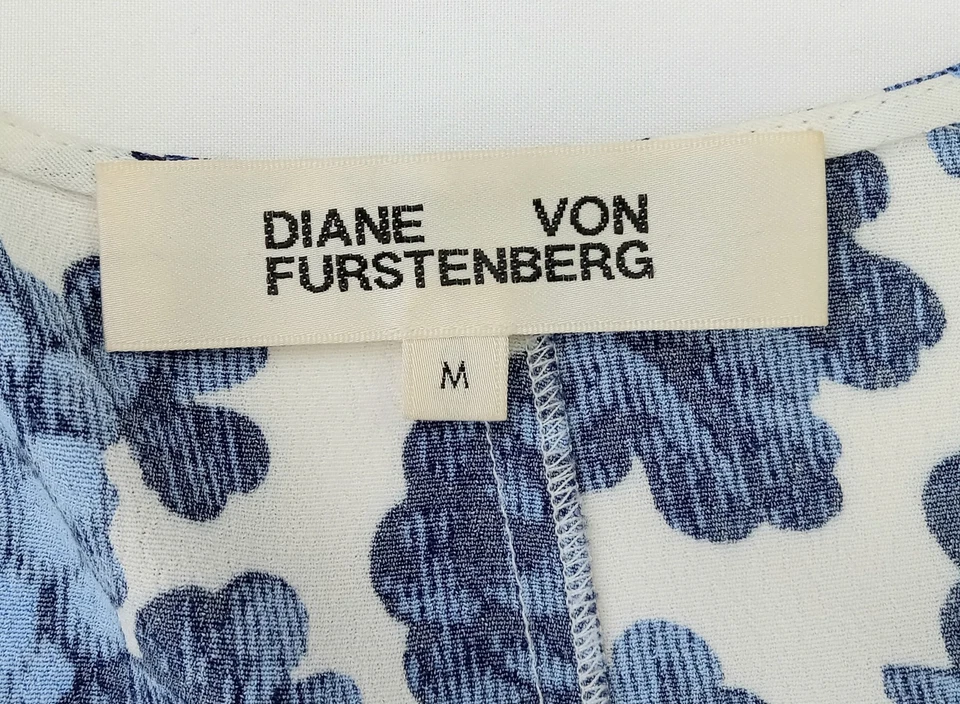 DIANE VON
FURSTENBERG
M